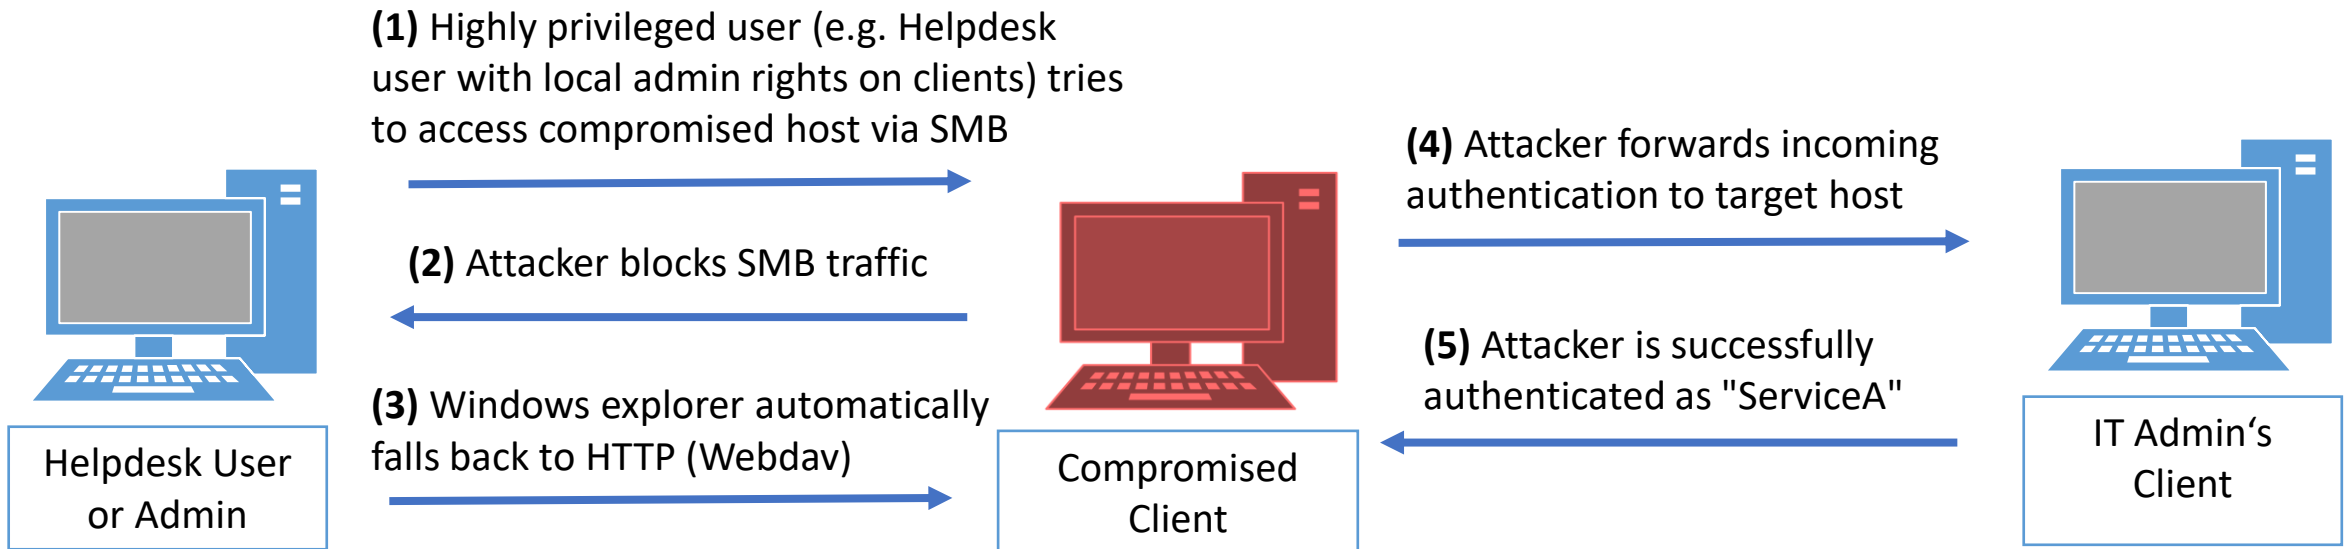 (1) Highly privileged user (e.g. Helpdesk
user with local admin rights on clients) tries
to access compromised host via SMB
(2) Attacker blocks SMB traffic
(3) Windows explorer automatically
falls back to HTTP (Webdav)
(4) Attacker forwards incoming
authentication to target host
(5) Attacker is successfully
authenticated as "ServiceA"
Helpdesk User
or Admin
Compromised
Client
IT Admin‘s
Client